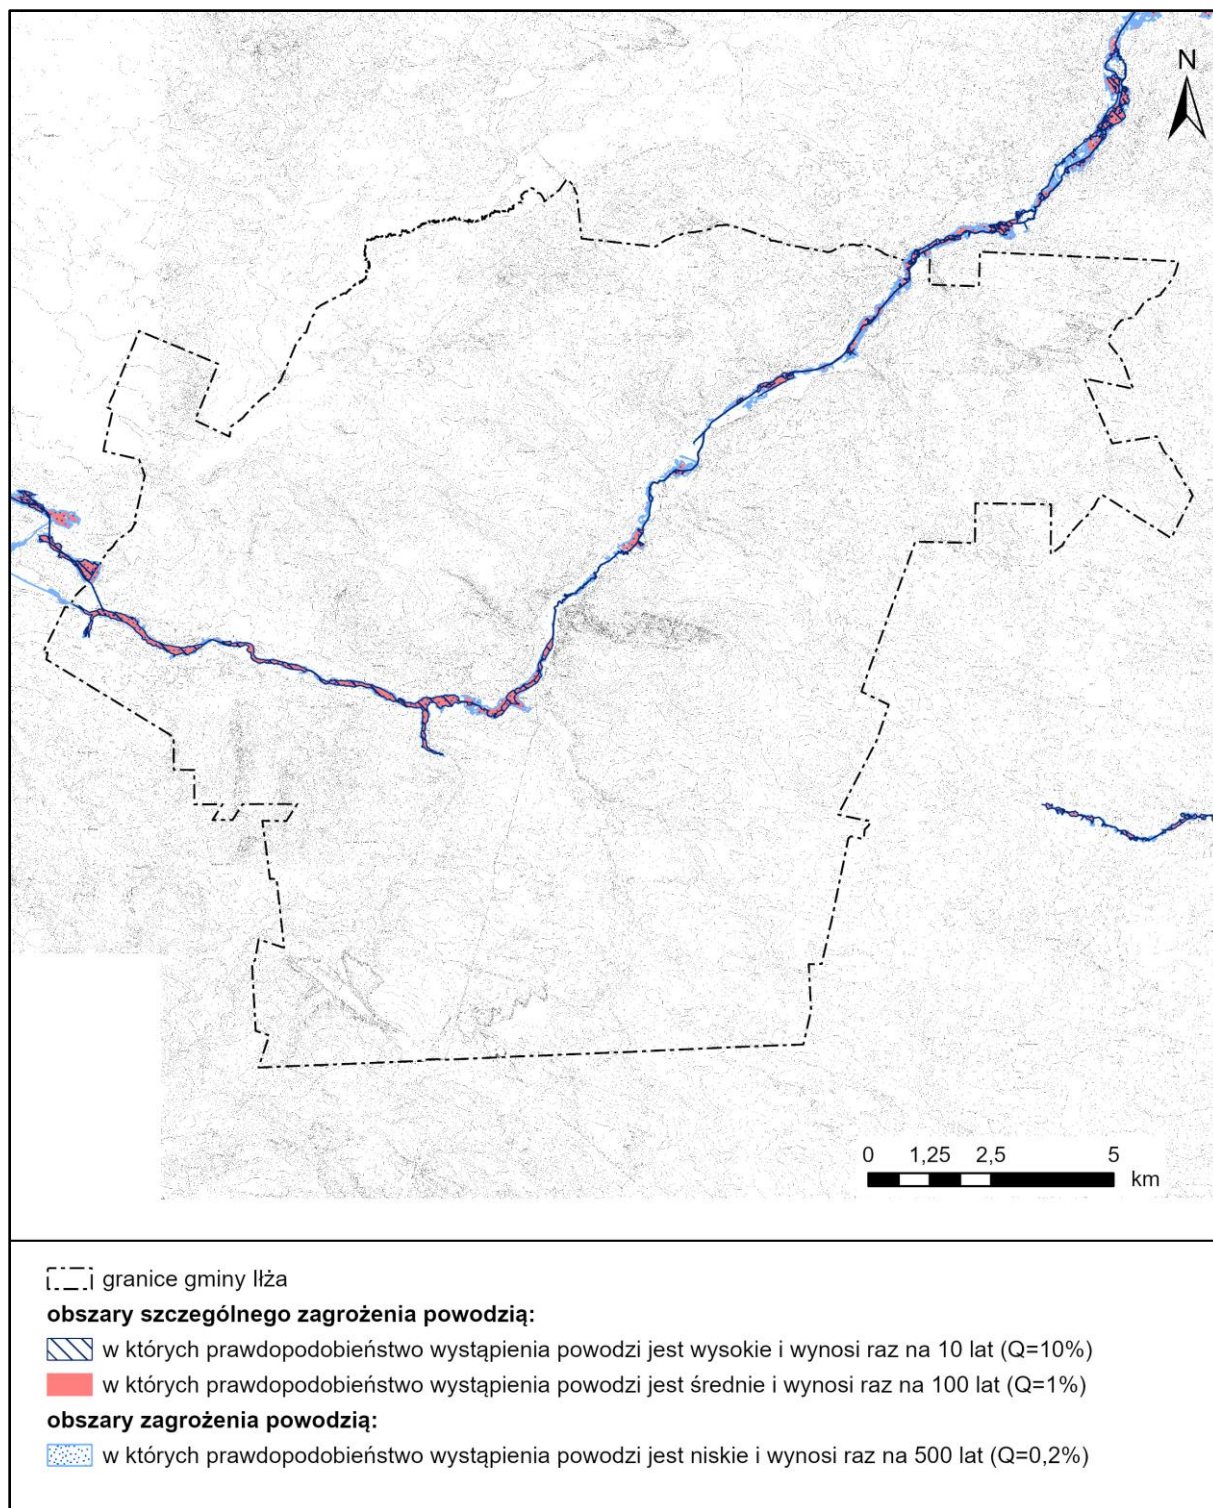 N
0 1,25 2,5 5
km
granice gminy Iłża
obszary szczególnego zagrożenia powodzią:
w których prawdopodobieństwo wystąpienia powodzi jest wysokie i wynosi raz na 10 lat (Q=10%)
w których prawdopodobieństwo wystąpienia powodzi jest średnie i wynosi raz na 100 lat (Q=1%)
obszary zagrożenia powodzią:
w których prawdopodobieństwo wystąpienia powodzi jest niskie i wynosi raz na 500 lat (Q=0,2%)